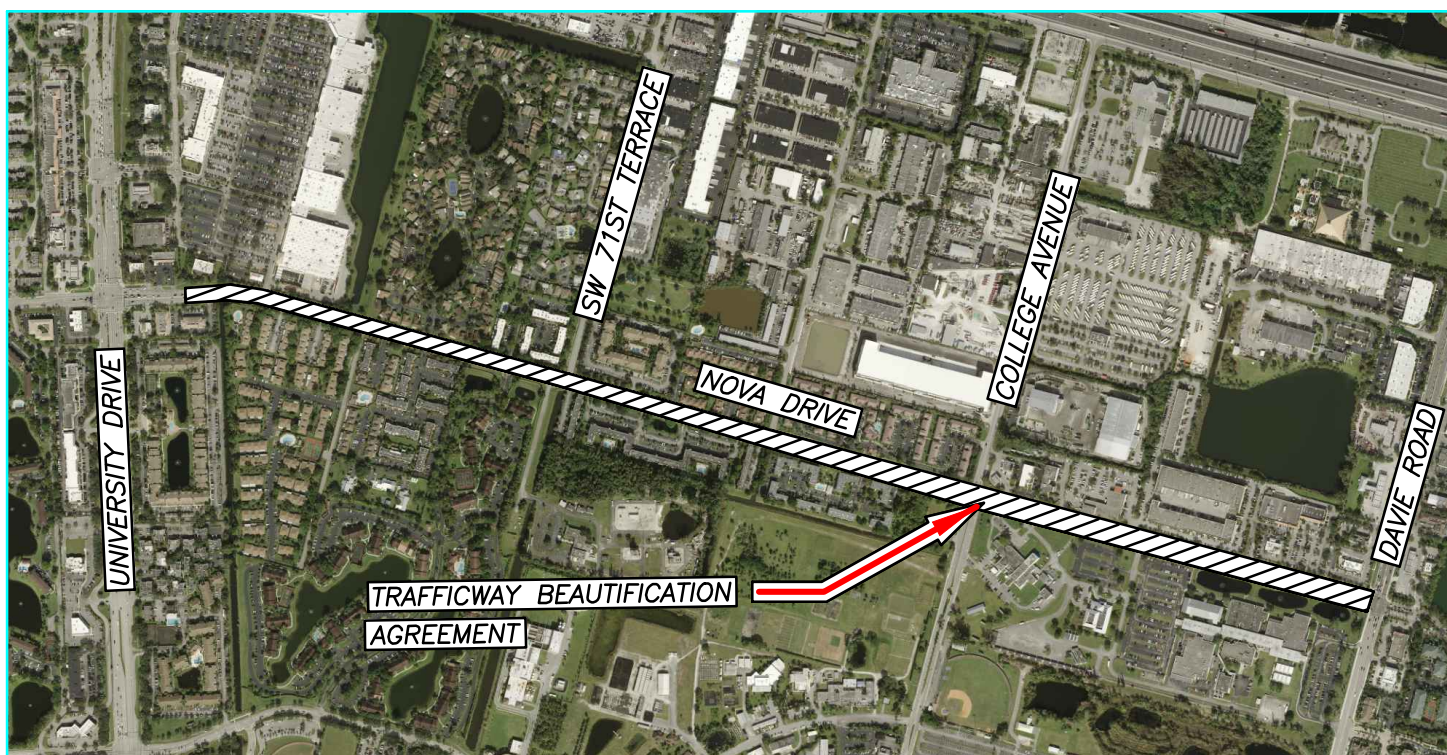 SW 71ST TERRACE
COLLEGE AVENUE
UNIVERSITY DRIVE
NOVA DRIVE
DAVIE ROAD
TRAFFICWAY BEAUTIFICATION
AGREEMENT